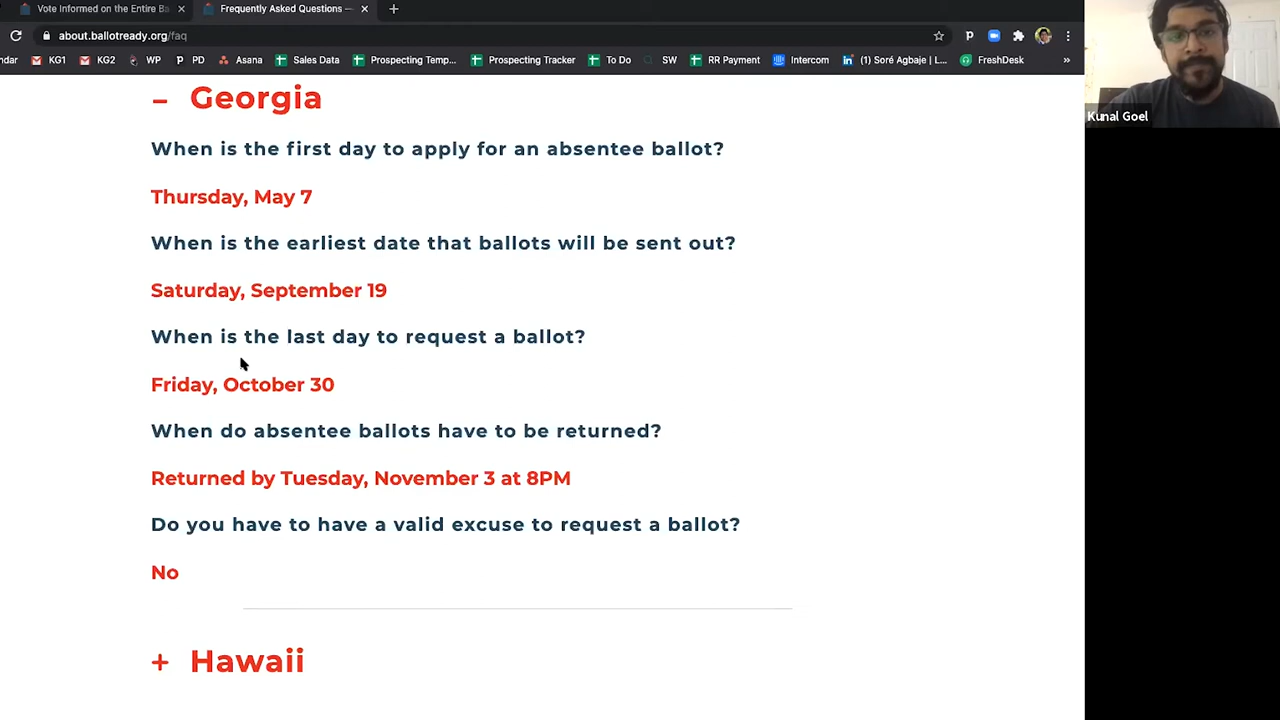 Vote Informed on the Entire Ba
Frequently Asked Questions —
about.ballotready.org/faq
ndar
KG1
KG2
WP
PD
Asana
Sales Data
Prospecting Temp...
Prospecting Tracker
To Do
SW
RR Payment
Intercom
(1) Soré Agbaje | L...
FreshDesk
»
Kunal Goel
– Georgia
When is the first day to apply for an absentee ballot?
Thursday, May 7
When is the earliest date that ballots will be sent out?
Saturday, September 19
When is the last day to request a ballot?
Friday, October 30
When do absentee ballots have to be returned?
Returned by Tuesday, November 3 at 8PM
Do you have to have a valid excuse to request a ballot?
No
+ Hawaii